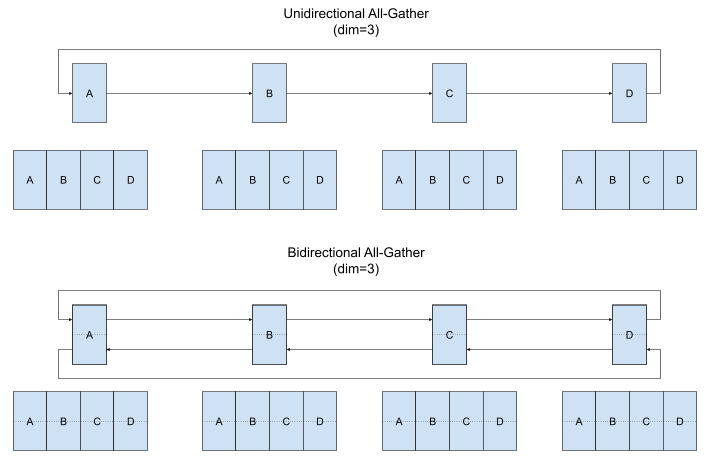 Unidirectional All-Gather
(dim=3)
A B C D
A B C D A B C D A B C D A B C D
Bidirectional All-Gather
(dim=3)
A B C D
A B C D A B C D A B C D A B C D